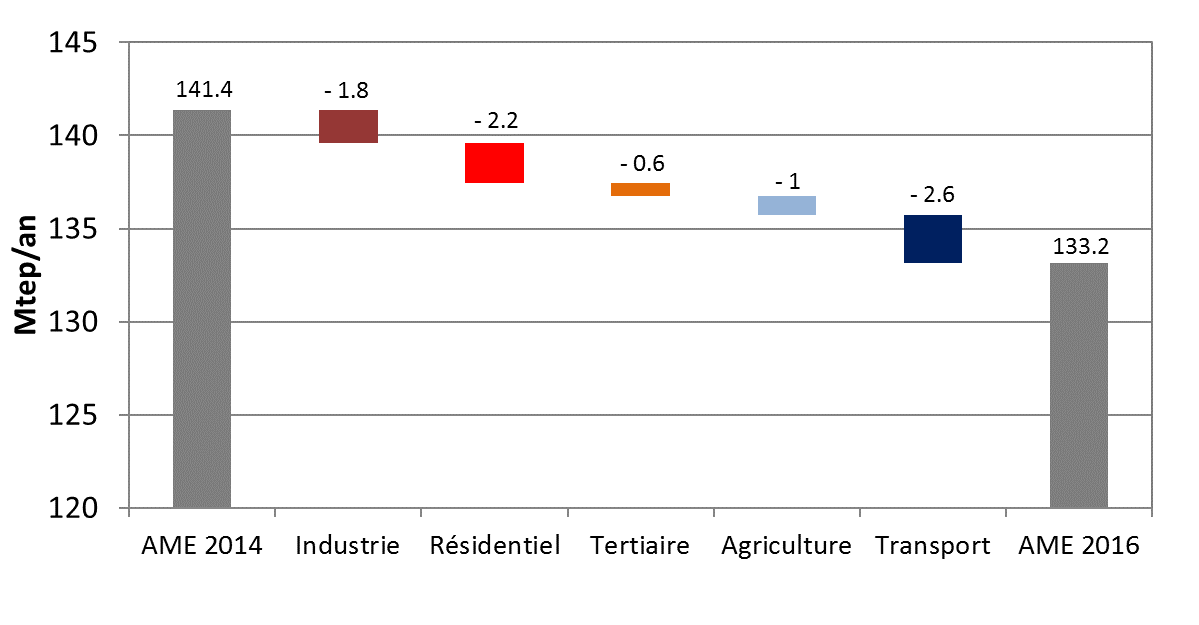 145
140
135
130
125
120
Mtep/an
141.4
- 1.8
- 2.2
- 0.6
- 1
- 2.6
133.2
AME 2014
Industrie
Résidentiel
Tertiaire
Agriculture
Transport
AME 2016